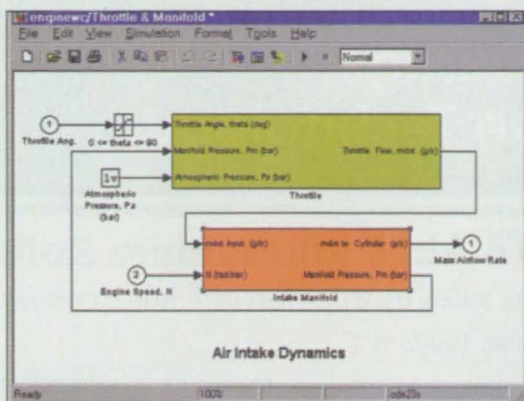 enginewc/Throttle & Manifold *
File Edit View Simulation Format Tools Help
Normal
1
Throttle Ang.
0 <= theta <= 90
Throttle Angle, theta (deg)
Manifold Pressure, Pm (bar)
Atmospheric Pressure, Pa (bar)
Throttle Flow, mdot (g/s)
Throttle
Atmospheric
Pressure, Pa
(bar)
mdot Input (g/s)
N (rad/sec)
mdot to Cylinder (g/s)
Manifold Pressure, Pm (bar)
Intake Manifold
1
Mass Airflow Rate
2
Engine Speed, N
Air Intake Dynamics
Ready
100%
ode23s